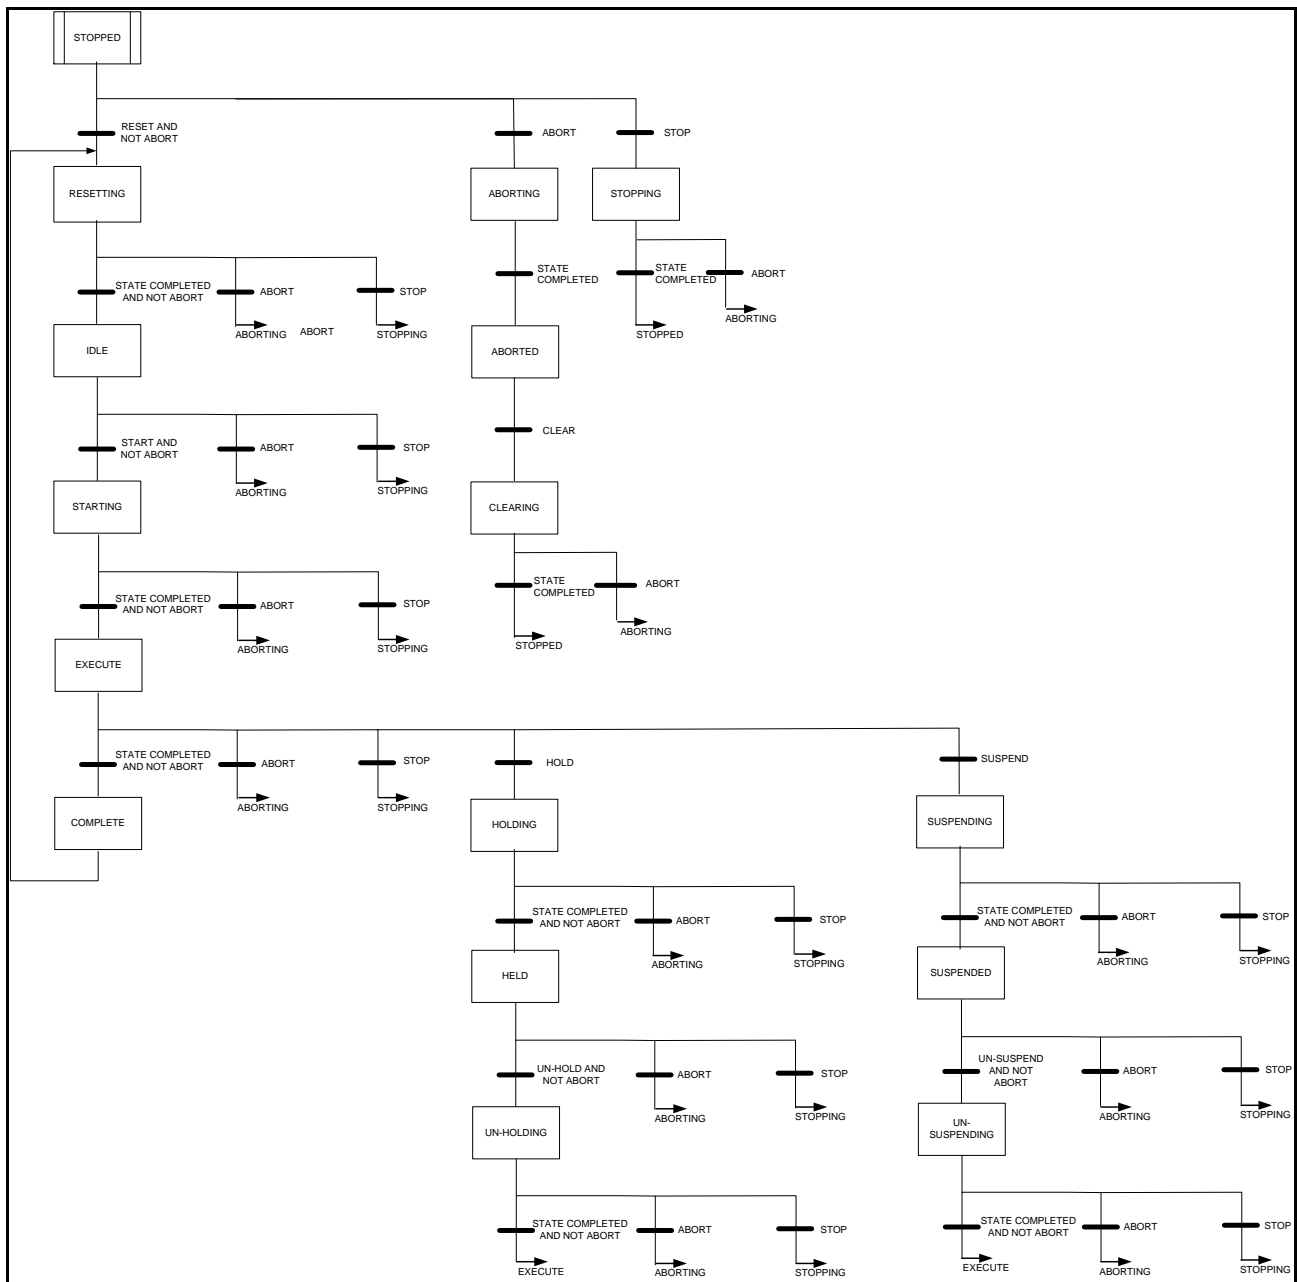 STOPPED
RESET AND
NOT ABORT
ABORT
STOP
RESETTING
ABORTING
STOPPING
STATE COMPLETED
AND NOT ABORT
ABORT
STOP
STATE
COMPLETED
STATE
COMPLETED
ABORT
ABORTING
ABORT
STOPPING
STOPPED
ABORTING
IDLE
ABORTED
START AND
NOT ABORT
ABORT
STOP
CLEAR
ABORTING
STOPPING
STARTING
CLEARING
STATE COMPLETED
AND NOT ABORT
ABORT
STOP
STATE
COMPLETED
ABORT
ABORTING
STOPPING
STOPPED
ABORTING
EXECUTE
STATE COMPLETED
AND NOT ABORT
ABORT
STOP
HOLD
SUSPEND
ABORTING
STOPPING
COMPLETE
HOLDING
SUSPENDING
STATE COMPLETED
AND NOT ABORT
ABORT
STOP
STATE COMPLETED
AND NOT ABORT
ABORT
STOP
ABORTING
STOPPING
ABORTING
STOPPING
HELD
SUSPENDED
UN-HOLD AND
NOT ABORT
ABORT
STOP
UN-SUSPEND
AND NOT
ABORT
ABORT
STOP
ABORTING
STOPPING
ABORTING
STOPPING
UN-HOLDING
UN-
SUSPENDING
STATE COMPLETED
AND NOT ABORT
ABORT
STOP
STATE COMPLETED
AND NOT ABORT
ABORT
STOP
EXECUTE
ABORTING
STOPPING
EXECUTE
ABORTING
STOPPING